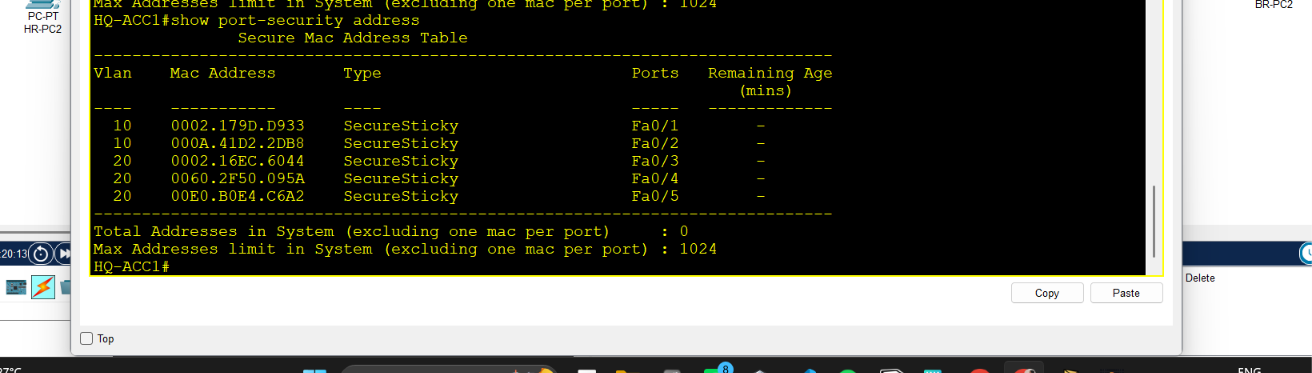 Max Addresses limit in System (excluding one mac per port) : 1024
PC-PT
HR-PC2
BR-PC2
HQ-ACC1#show port-security address
Secure Mac Address Table
-----------------------------------------------------------------------------
Vlan Mac Address Type Ports Remaining Age
(mins)
---- ----------- ---- ----- -------------
10 0002.179D.D933 SecureSticky Fa0/1 -
10 000A.41D2.2DB8 SecureSticky Fa0/2 -
20 0002.16EC.6044 SecureSticky Fa0/3 -
20 0060.2F50.095A SecureSticky Fa0/4 -
20 00E0.B0E4.C6A2 SecureSticky Fa0/5 -
-----------------------------------------------------------------------------
Total Addresses in System (excluding one mac per port) : 0
Max Addresses limit in System (excluding one mac per port) : 1024
HQ-ACC1#
:20:13
Delete
Copy Paste
Top
8
ENG